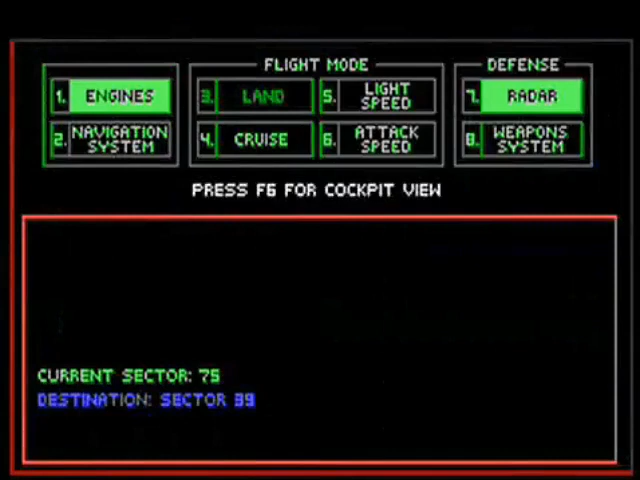 FLIGHT MODE
DEFENSE
1. ENGINES
3. LAND
5. LIGHT SPEED
7. RADAR
2. NAVIGATION SYSTEM
4. CRUISE
6. ATTACK SPEED
8. WEAPONS SYSTEM
PRESS F6 FOR COCKPIT VIEW
CURRENT SECTOR: 75
DESTINATION: SECTOR 39